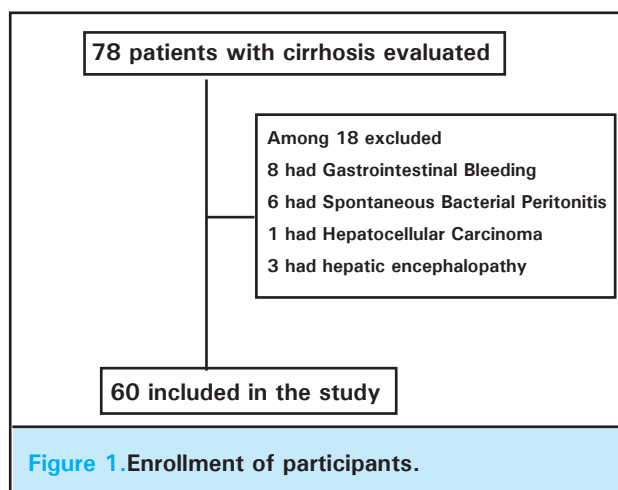 78 patients with cirrhosis evaluated
Among 18 excluded
8 had Gastrointestinal Bleeding
6 had Spontaneous Bacterial Peritonitis
1 had Hepatocellular Carcinoma
3 had hepatic encephalopathy
60 included in the study
Figure 1.Enrollment of participants.